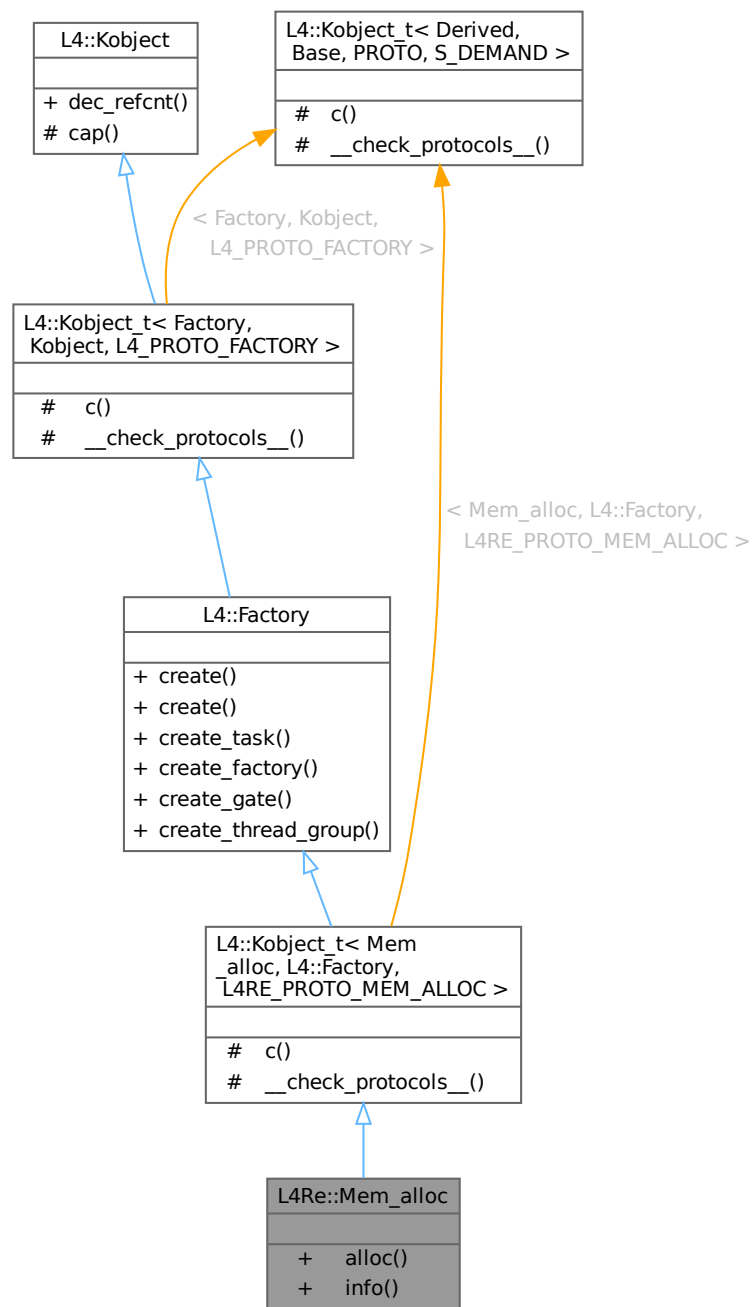 L4::Kobject
+ dec_refcnt()
# cap()
L4::Kobject_t< Derived,
Base, PROTO, S_DEMAND >
# c()
# __check_protocols__()
< Factory, Kobject,
L4_PROTO_FACTORY >
L4::Kobject_t< Factory,
Kobject, L4_PROTO_FACTORY >
# c()
# __check_protocols__()
< Mem_alloc, L4::Factory,
L4RE_PROTO_MEM_ALLOC >
L4::Factory
+ create()
+ create()
+ create_task()
+ create_factory()
+ create_gate()
+ create_thread_group()
L4::Kobject_t< Mem
_alloc, L4::Factory,
L4RE_PROTO_MEM_ALLOC >
# c()
# __check_protocols__()
L4Re::Mem_alloc
+ alloc()
+ info()